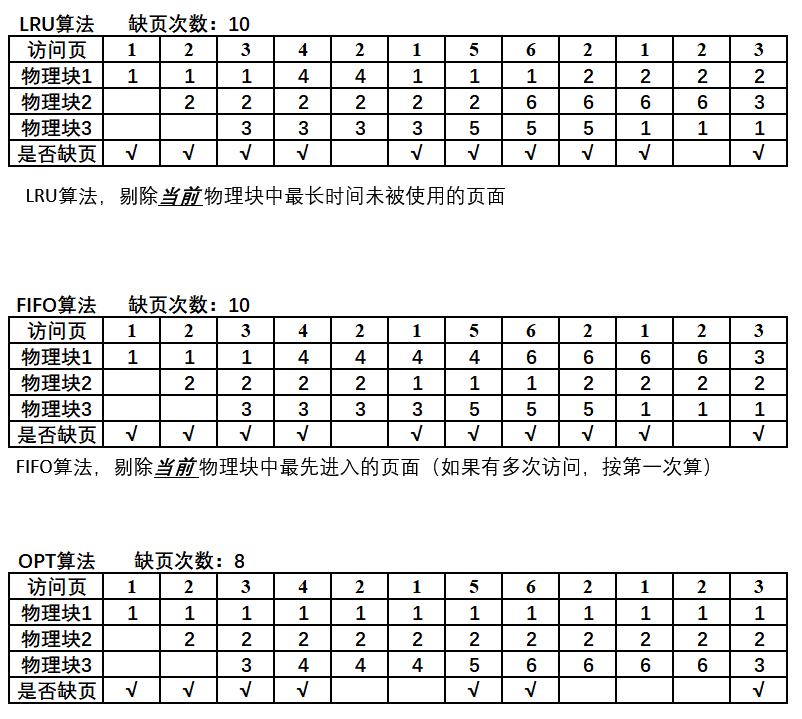 LRU算法 缺页次数：10
访问页 1 2 3 4 2 1 5 6 2 1 2 3
物理块1 1 1 1 4 4 1 1 1 2 2 2 2
物理块2 2 2 2 2 2 2 6 6 6 6 3
物理块3 3 3 3 3 5 5 5 1 1 1
是否缺页 √ √ √ √ √ √ √ √ √ √
LRU算法，剔除当前物理块中最长时间未被使用的页面
FIFO算法 缺页次数：10
访问页 1 2 3 4 2 1 5 6 2 1 2 3
物理块1 1 1 1 4 4 4 4 6 6 6 6 3
物理块2 2 2 2 2 1 1 1 2 2 2 2
物理块3 3 3 3 3 5 5 5 1 1 1
是否缺页 √ √ √ √ √ √ √ √ √ √
FIFO算法，剔除当前物理块中最先进入的页面（如果有多次访问，按第一次算）
OPT算法 缺页次数：8
访问页 1 2 3 4 2 1 5 6 2 1 2 3
物理块1 1 1 1 1 1 1 1 1 1 1 1 1
物理块2 2 2 2 2 2 2 2 2 2 2 2
物理块3 3 4 4 4 5 6 6 6 6 3
是否缺页 √ √ √ √ √ √ √